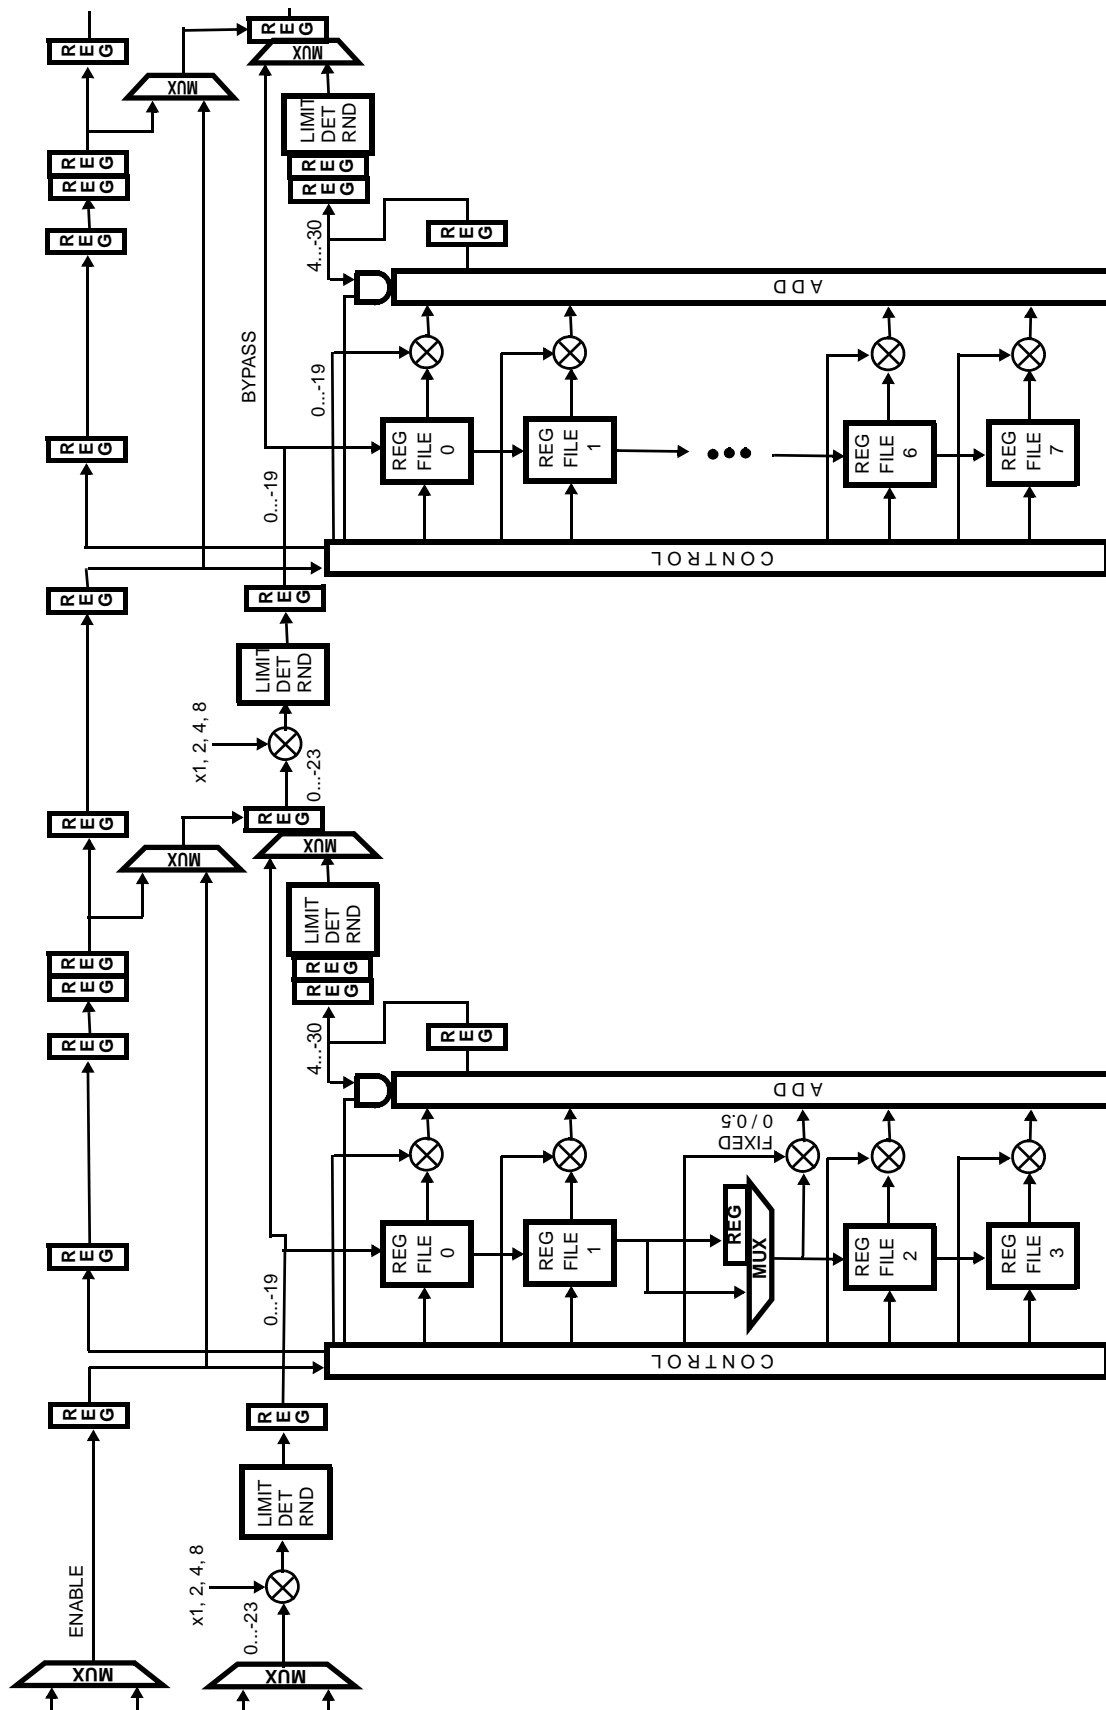 REG
REG
MUX
MUX
LIMIT
DET
RND
REG
REG
REG
REG
REG
REG
4...-30
ADD
BYPASS
0...-19
REG
0...-19
REG
FILE
0
REG
FILE
1
REG
FILE
6
REG
FILE
7
CONTROL
REG
REG
LIMIT
DET
RND
x1, 2, 4, 8
0...-23
REG
REG
MUX
MUX
LIMIT
DET
RND
REG
REG
REG
REG
REG
REG
4...-30
ADD
FIXED
0 / 0.5
REG
MUX
REG
0...-19
REG
FILE
0
REG
FILE
1
REG
FILE
2
REG
FILE
3
CONTROL
REG
REG
LIMIT
DET
RND
ENABLE
x1, 2, 4, 8
0...-23
MUX
MUX